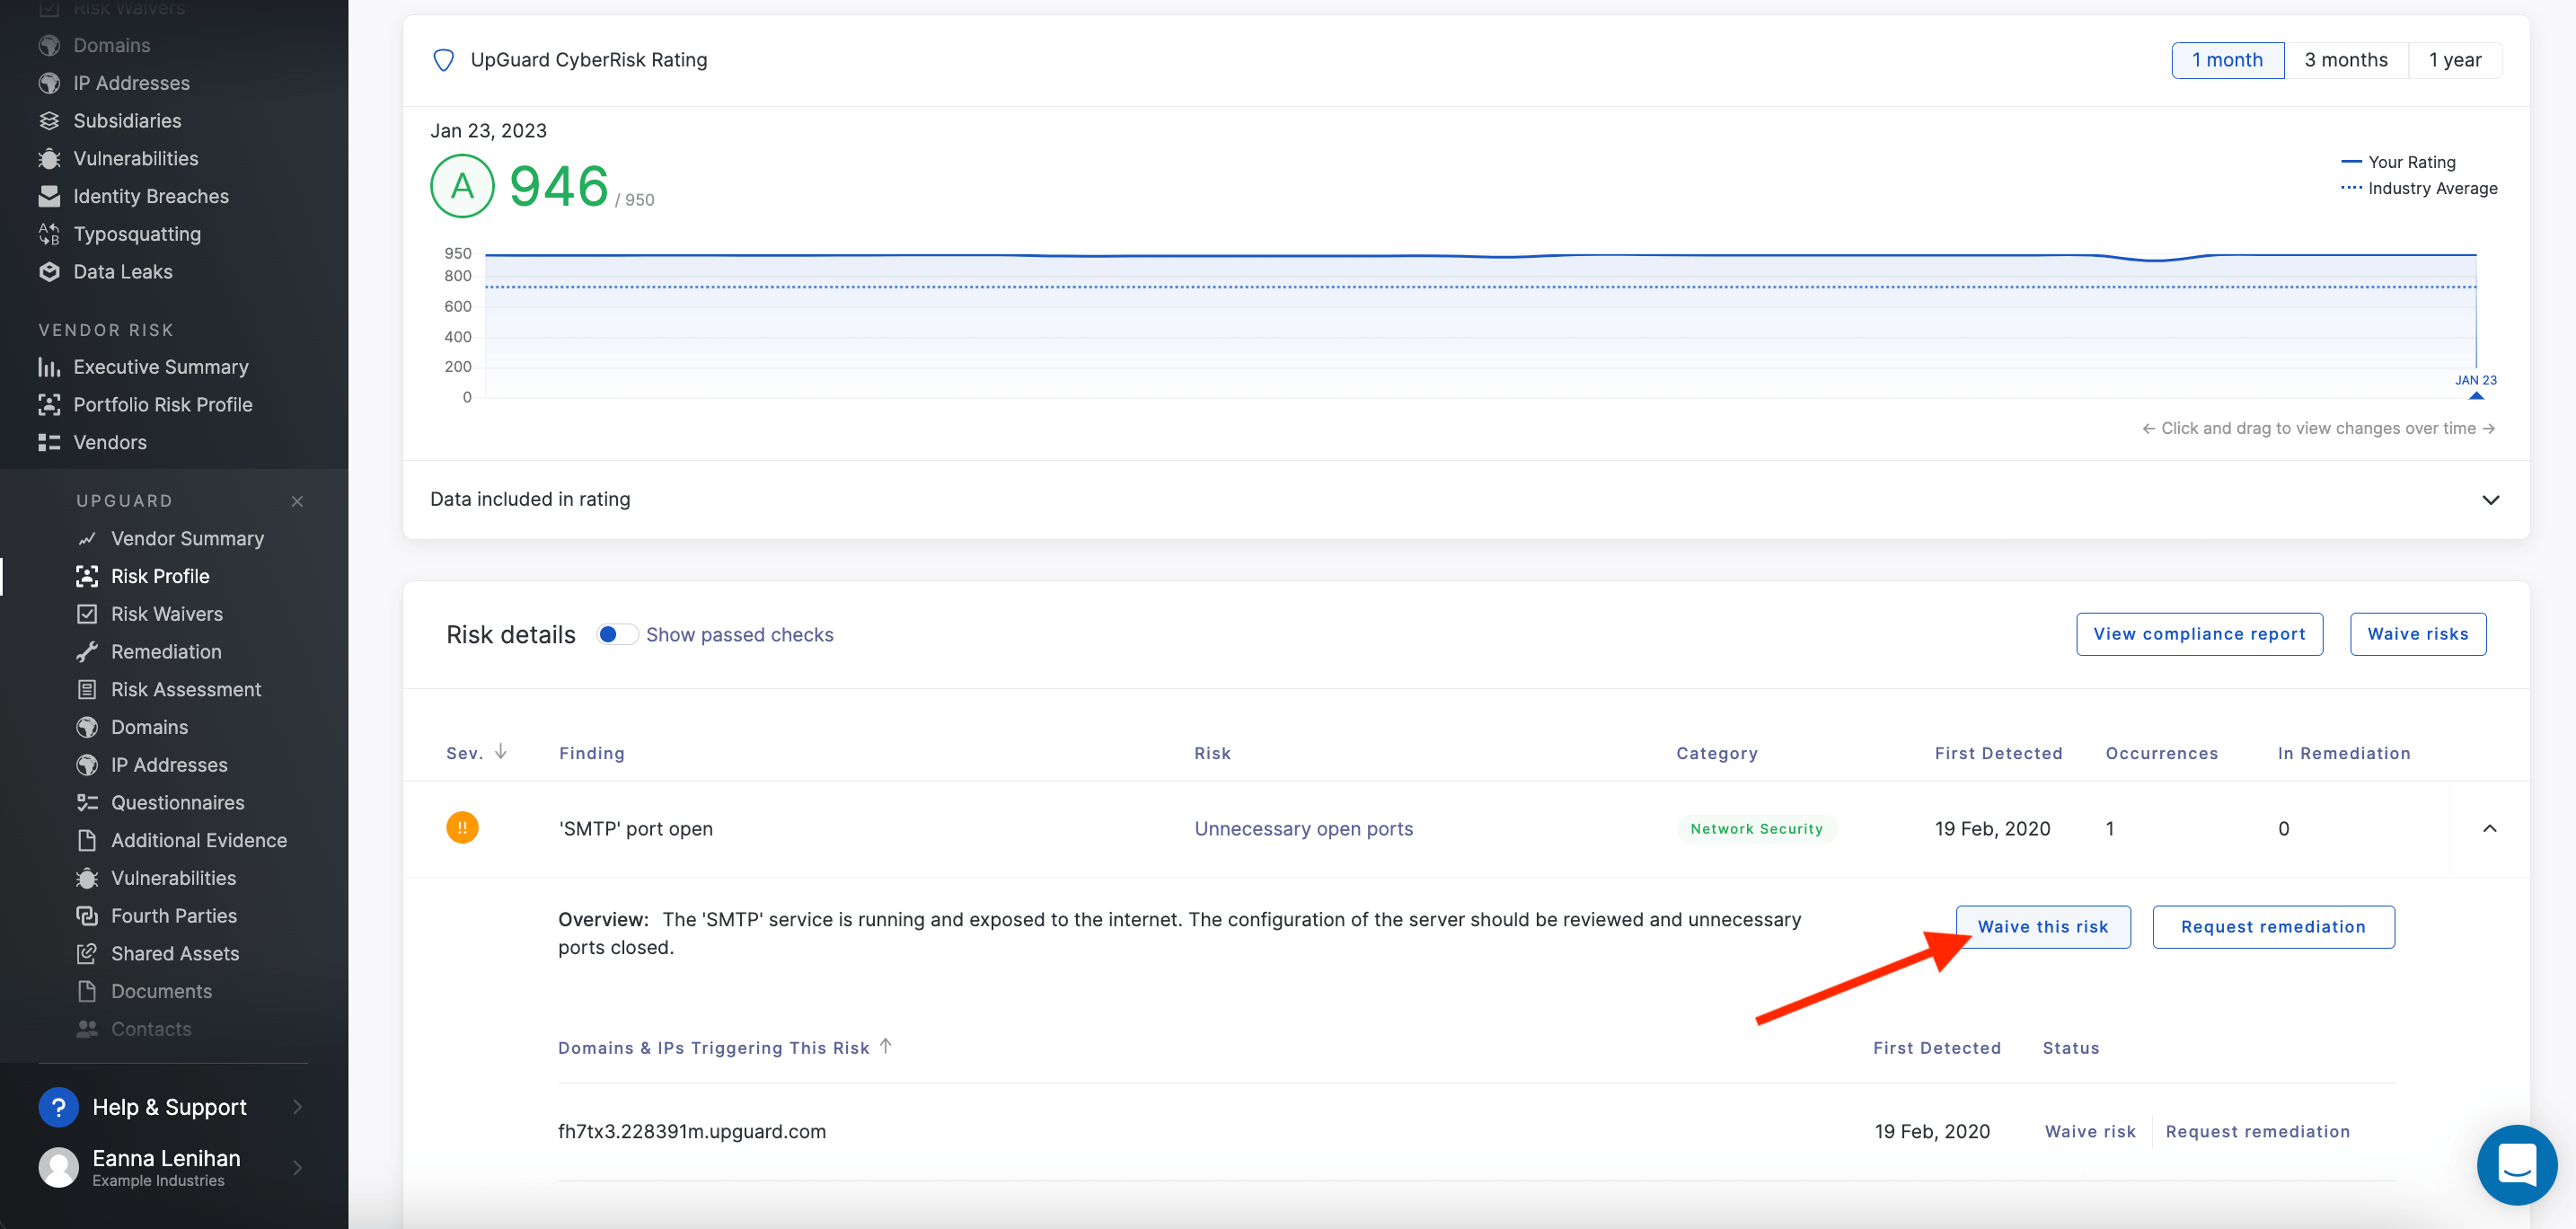 Risk Waivers
Domains
IP Addresses
Subsidiaries
Vulnerabilities
Identity Breaches
Typosquatting
Data Leaks
VENDOR RISK
Executive Summary
Portfolio Risk Profile
Vendors
UPGUARD
Vendor Summary
Risk Profile
Risk Waivers
Remediation
Risk Assessment
Domains
IP Addresses
Questionnaires
Additional Evidence
Vulnerabilities
Fourth Parties
Shared Assets
Documents
Contacts
? Help & Support
Eanna Lenihan
Example Industries
UpGuard CyberRisk Rating
1 month 3 months 1 year
Jan 23, 2023
A 946 / 950
Your Rating
Industry Average
950
800
600
400
200
0
JAN 23
← Click and drag to view changes over time →
Data included in rating
Risk details Show passed checks View compliance report Waive risks
Sev. ↓ Finding Risk Category First Detected Occurrences In Remediation
!! 'SMTP' port open Unnecessary open ports Network Security 19 Feb, 2020 1 0
Overview: The 'SMTP' service is running and exposed to the internet. The configuration of the server should be reviewed and unnecessary
ports closed.
Waive this risk Request remediation
Domains & IPs Triggering This Risk ↑ First Detected Status
fh7tx3.228391m.upguard.com 19 Feb, 2020 Waive risk Request remediation